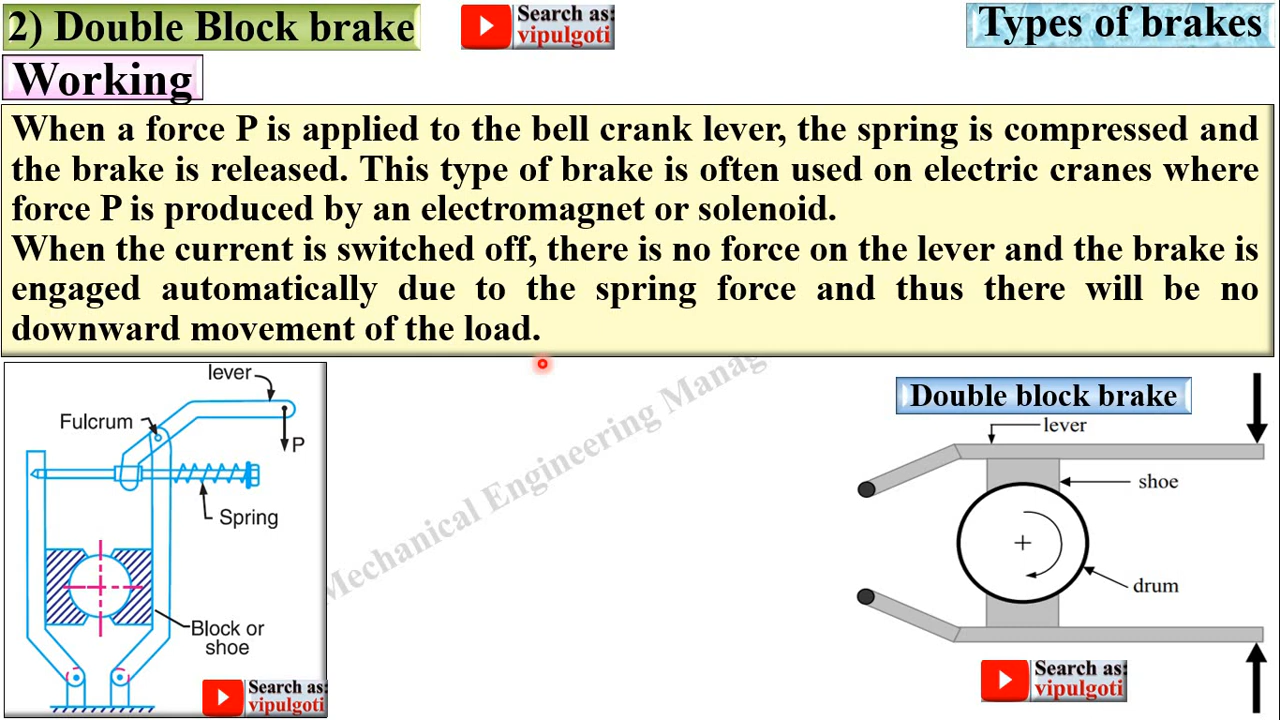 2) Double Block brake
Search as:
vipulgoti
Types of brakes
Working
When a force P is applied to the bell crank lever, the spring is compressed and
the brake is released. This type of brake is often used on electric cranes where
force P is produced by an electromagnet or solenoid.
When the current is switched off, there is no force on the lever and the brake is
engaged automatically due to the spring force and thus there will be no
downward movement of the load.
lever
Fulcrum
P
Spring
Block or
shoe
Search as:
vipulgoti
Mechanical Engineering Manag
Double block brake
lever
shoe
drum
Search as:
vipulgoti